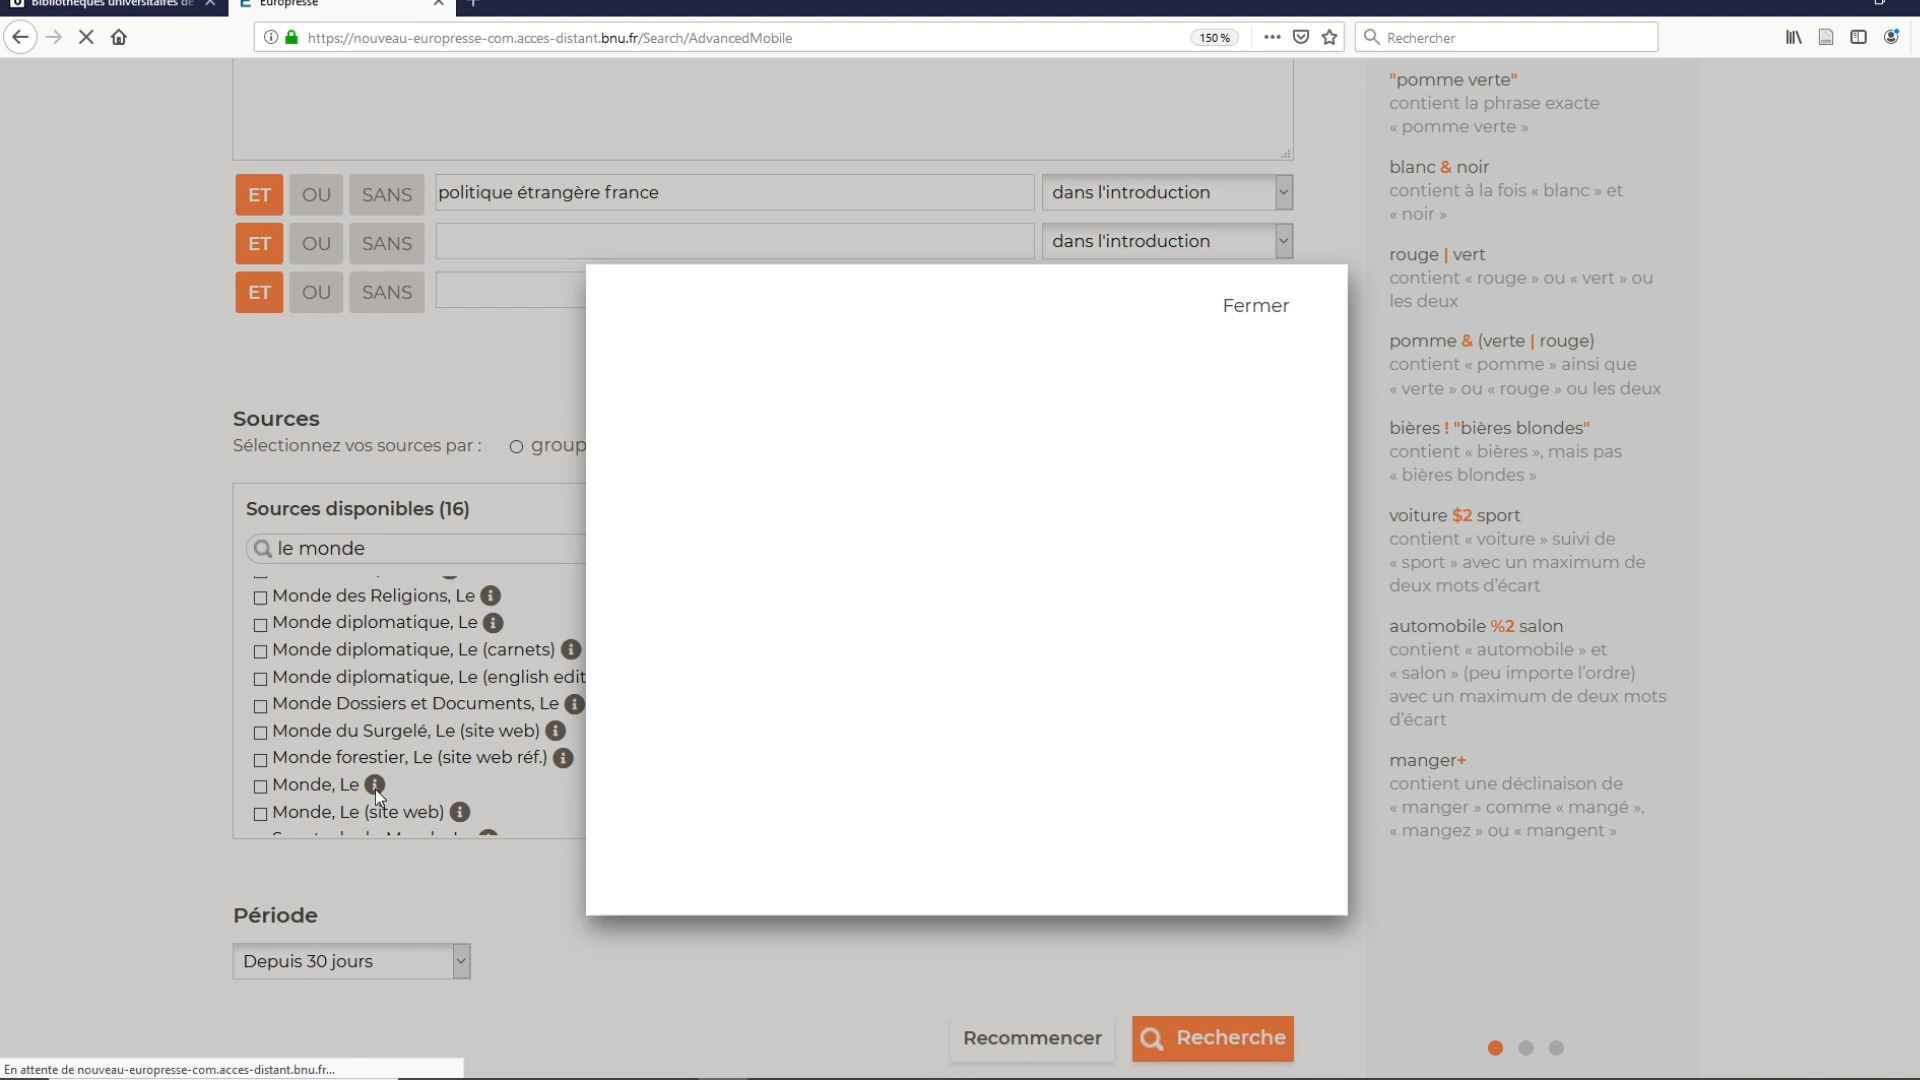 Bibliothèques universitaires de
Europresse
https://nouveau-europresse-com.acces-distant.bnu.fr/Search/AdvancedMobile
150 %
Rechercher
ET OU SANS politique étrangère france dans l'introduction
ET OU SANS dans l'introduction
ET OU SANS
Fermer
Sources
Sélectionnez vos sources par : group
Sources disponibles (16)
le monde
Monde des Religions, Le
Monde diplomatique, Le
Monde diplomatique, Le (carnets)
Monde diplomatique, Le (english edit
Monde Dossiers et Documents, Le
Monde du Surgelé, Le (site web)
Monde forestier, Le (site web réf.)
Monde, Le
Monde, Le (site web)
Période
Depuis 30 jours
Recommencer
Recherche
"pomme verte"
contient la phrase exacte
« pomme verte »
blanc & noir
contient à la fois « blanc » et
« noir »
rouge | vert
contient « rouge » ou « vert » ou
les deux
pomme & (verte | rouge)
contient « pomme » ainsi que
« verte » ou « rouge » ou les deux
bières ! "bières blondes"
contient « bières », mais pas
« bières blondes »
voiture $2 sport
contient « voiture » suivi de
« sport » avec un maximum de
deux mots d'écart
automobile %2 salon
contient « automobile » et
« salon » (peu importe l'ordre)
avec un maximum de deux mots
d'écart
manger+
contient une déclinaison de
« manger » comme « mangé »,
« mangez » ou « mangent »
En attente de nouveau-europresse-com.acces-distant.bnu.fr...